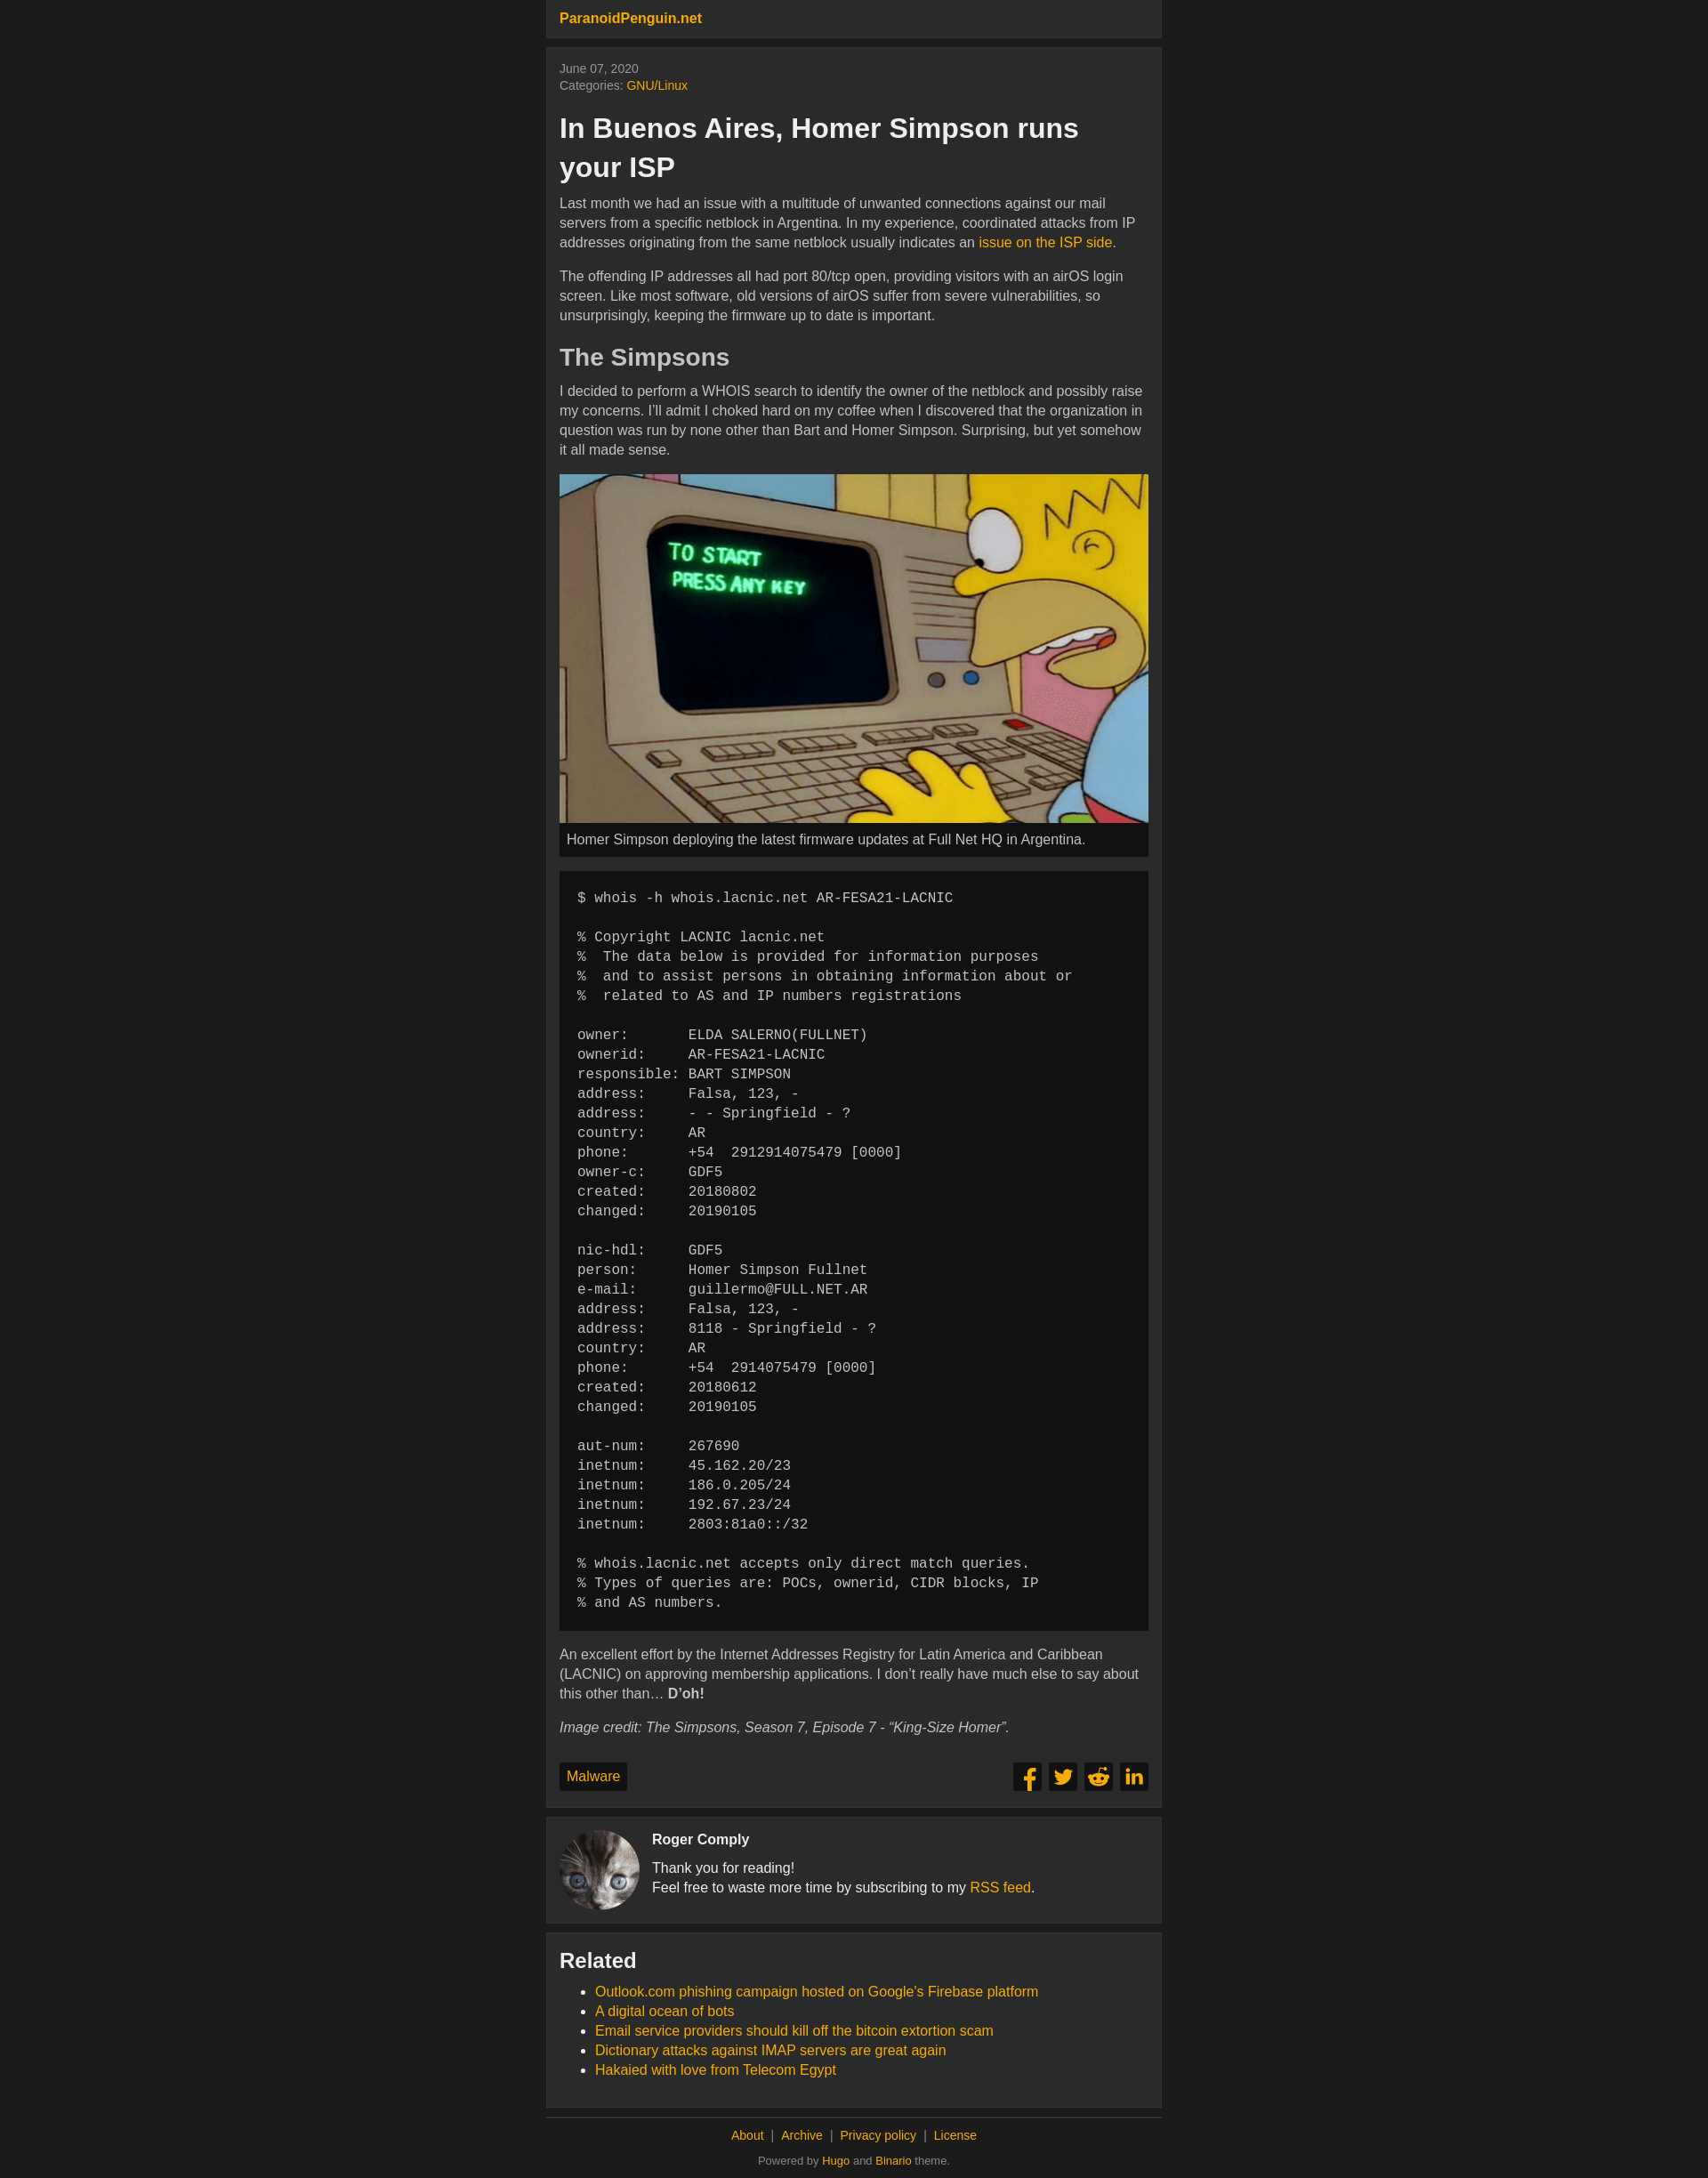 ParanoidPenguin.net
June 07, 2020
Categories: GNU/Linux
In Buenos Aires, Homer Simpson runs
your ISP
Last month we had an issue with a multitude of unwanted connections against our mail
servers from a specific netblock in Argentina. In my experience, coordinated attacks from IP
addresses originating from the same netblock usually indicates an issue on the ISP side.
The offending IP addresses all had port 80/tcp open, providing visitors with an airOS login
screen. Like most software, old versions of airOS suffer from severe vulnerabilities, so
unsurprisingly, keeping the firmware up to date is important.
The Simpsons
I decided to perform a WHOIS search to identify the owner of the netblock and possibly raise
my concerns. I’ll admit I choked hard on my coffee when I discovered that the organization in
question was run by none other than Bart and Homer Simpson. Surprising, but yet somehow
it all made sense.
TO START
PRESS ANY KEY
Homer Simpson deploying the latest firmware updates at Full Net HQ in Argentina.
$ whois -h whois.lacnic.net AR-FESA21-LACNIC
% Copyright LACNIC lacnic.net
%  The data below is provided for information purposes
%  and to assist persons in obtaining information about or
%  related to AS and IP numbers registrations
owner:       ELDA SALERNO(FULLNET)
ownerid:     AR-FESA21-LACNIC
responsible: BART SIMPSON
address:     Falsa, 123, -
address:     - - Springfield - ?
country:     AR
phone:       +54  2912914075479 [0000]
owner-c:     GDF5
created:     20180802
changed:     20190105
nic-hdl:     GDF5
person:      Homer Simpson Fullnet
e-mail:      guillermo@FULL.NET.AR
address:     Falsa, 123, -
address:     8118 - Springfield - ?
country:     AR
phone:       +54  2914075479 [0000]
created:     20180612
changed:     20190105
aut-num:     267690
inetnum:     45.162.20/23
inetnum:     186.0.205/24
inetnum:     192.67.23/24
inetnum:     2803:81a0::/32
% whois.lacnic.net accepts only direct match queries.
% Types of queries are: POCs, ownerid, CIDR blocks, IP
% and AS numbers.
An excellent effort by the Internet Addresses Registry for Latin America and Caribbean
(LACNIC) on approving membership applications. I don’t really have much else to say about
this other than… D’oh!
Image credit: The Simpsons, Season 7, Episode 7 - “King-Size Homer”.
Malware
Roger Comply
Thank you for reading!
Feel free to waste more time by subscribing to my RSS feed.
Related
Outlook.com phishing campaign hosted on Google's Firebase platform
A digital ocean of bots
Email service providers should kill off the bitcoin extortion scam
Dictionary attacks against IMAP servers are great again
Hakaied with love from Telecom Egypt
About | Archive | Privacy policy | License
Powered by Hugo and Binario theme.